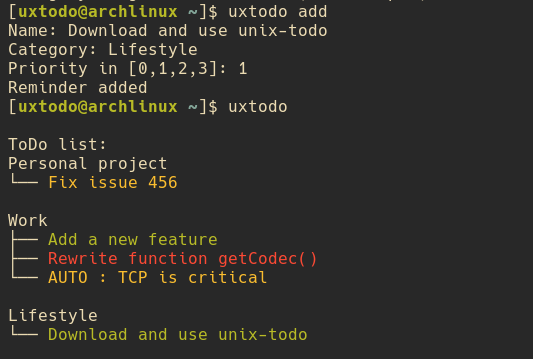 [uxtodo@archlinux ~]$ uxtodo add
Name: Download and use unix-todo
Category: Lifestyle
Priority in [0,1,2,3]: 1
Reminder added
[uxtodo@archlinux ~]$ uxtodo
ToDo list:
Personal project
└── Fix issue 456
Work
├── Add a new feature
├── Rewrite function getCodec()
└── AUTO : TCP is critical
Lifestyle
└── Download and use unix-todo